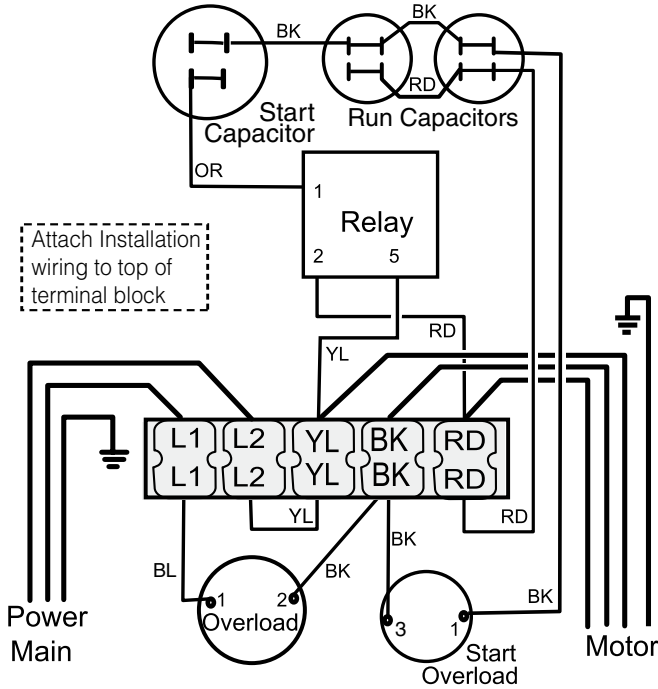 BK
BK
RD
Start
Capacitor
Run Capacitors
OR
1
Relay
2 5
Attach Installation
wiring to top of
terminal block
RD
YL
L1 L2 YL BK RD
L1 L2 YL BK RD
YL
RD
BK
BL
BK
BK
1 2
Overload
3 1
Power
Main
Start
Overload
Motor